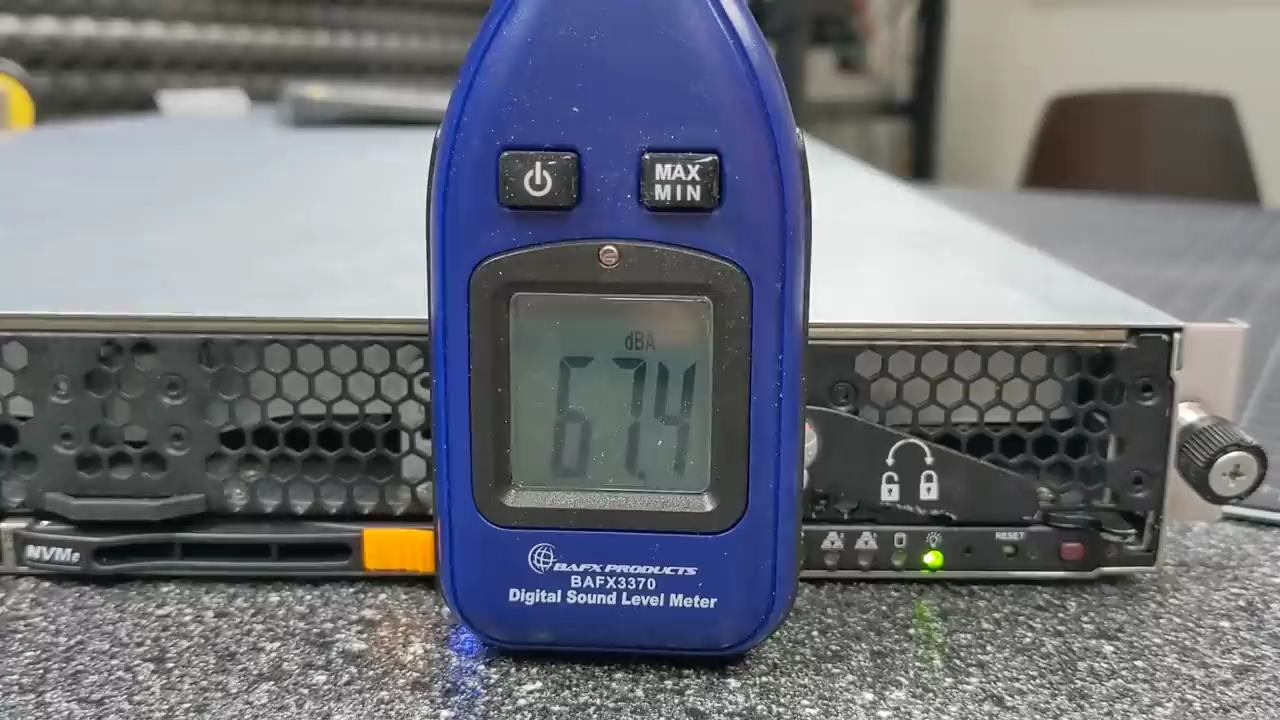 MAX
MIN
dBA
67.4
NVMe
RESET
BAFX PRODUCTS
BAFX3370
Digital Sound Level Meter